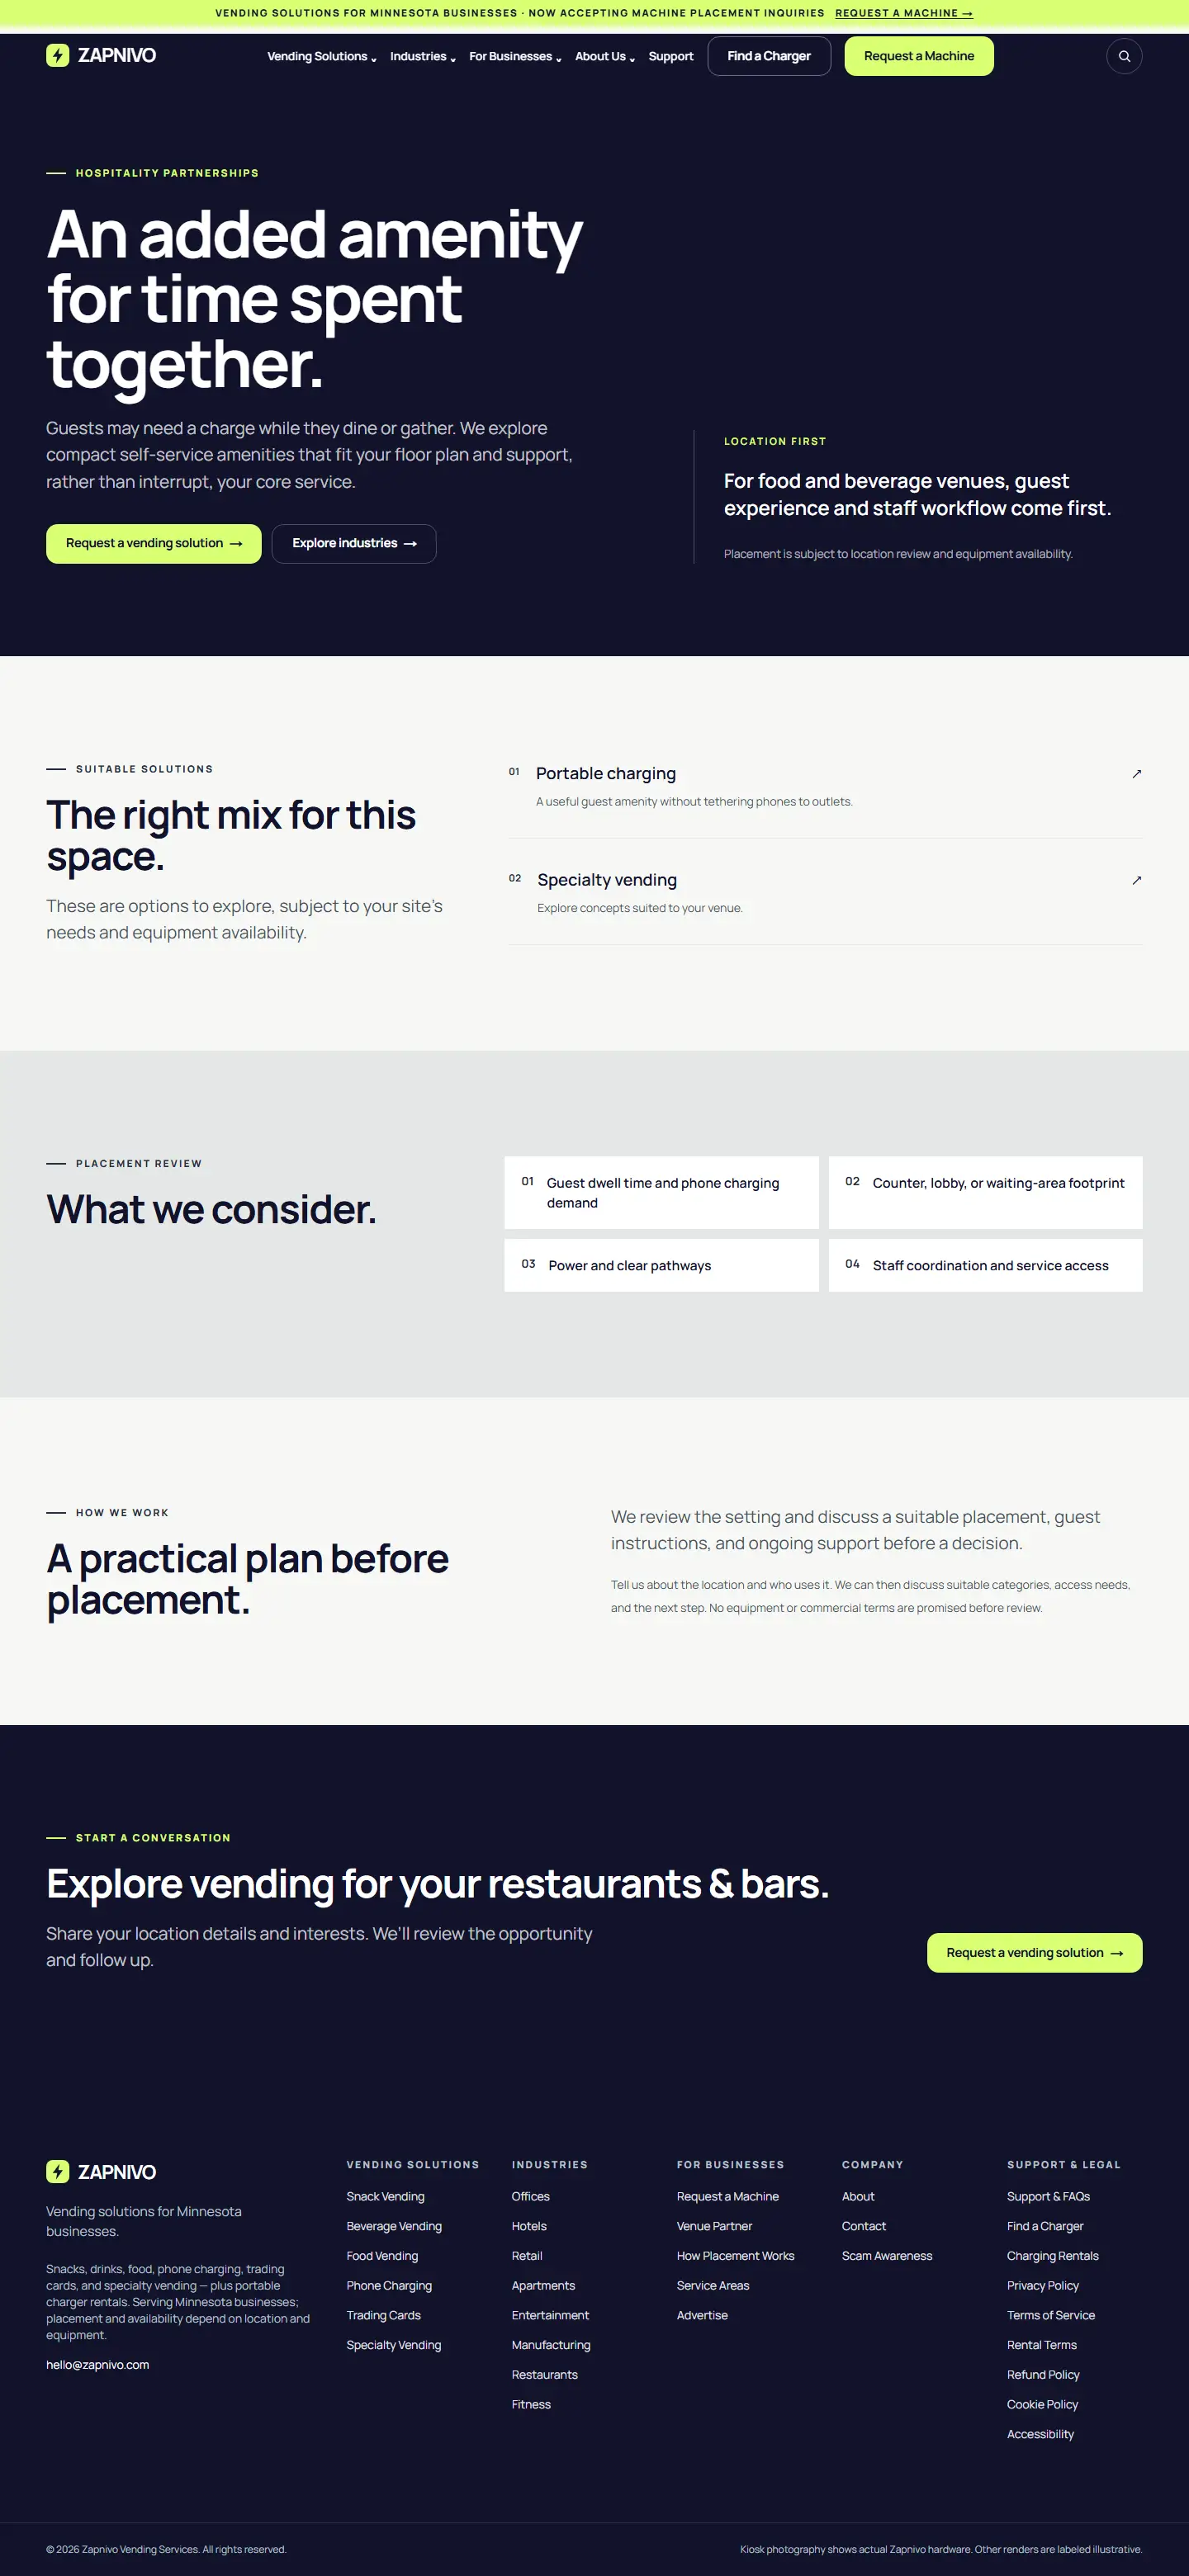 VENDING SOLUTIONS FOR MINNESOTA BUSINESSES · NOW ACCEPTING MACHINE PLACEMENT INQUIRIES REQUEST A MACHINE →
ZAPNIVO
Vending Solutions Industries For Businesses About Us Support Find a Charger Request a Machine
HOSPITALITY PARTNERSHIPS
An added amenity
for time spent
together.
Guests may need a charge while they dine or gather. We explore
compact self-service amenities that fit your floor plan and support,
rather than interrupt, your core service.
Request a vending solution →
Explore industries →
LOCATION FIRST
For food and beverage venues, guest
experience and staff workflow come first.
Placement is subject to location review and equipment availability.
SUITABLE SOLUTIONS
The right mix for this
space.
These are options to explore, subject to your site's
needs and equipment availability.
01 Portable charging ↗
A useful guest amenity without tethering phones to outlets.
02 Specialty vending ↗
Explore concepts suited to your venue.
PLACEMENT REVIEW
What we consider.
01 Guest dwell time and phone charging
demand
02 Counter, lobby, or waiting-area footprint
03 Power and clear pathways
04 Staff coordination and service access
HOW WE WORK
A practical plan before
placement.
We review the setting and discuss a suitable placement, guest
instructions, and ongoing support before a decision.
Tell us about the location and who uses it. We can then discuss suitable categories, access needs,
and the next step. No equipment or commercial terms are promised before review.
START A CONVERSATION
Explore vending for your restaurants & bars.
Share your location details and interests. We'll review the opportunity
and follow up.
Request a vending solution →
ZAPNIVO
Vending solutions for Minnesota
businesses.
Snacks, drinks, food, phone charging, trading
cards, and specialty vending — plus portable
charger rentals. Serving Minnesota businesses;
placement and availability depend on location and
equipment.
hello@zapnivo.com
VENDING SOLUTIONS
Snack Vending
Beverage Vending
Food Vending
Phone Charging
Trading Cards
Specialty Vending
INDUSTRIES
Offices
Hotels
Retail
Apartments
Entertainment
Manufacturing
Restaurants
Fitness
FOR BUSINESSES
Request a Machine
Venue Partner
How Placement Works
Service Areas
Advertise
COMPANY
About
Contact
Scam Awareness
SUPPORT & LEGAL
Support & FAQs
Find a Charger
Charging Rentals
Privacy Policy
Terms of Service
Rental Terms
Refund Policy
Cookie Policy
Accessibility
© 2026 Zapnivo Vending Services. All rights reserved.
Kiosk photography shows actual Zapnivo hardware. Other renders are labeled illustrative.